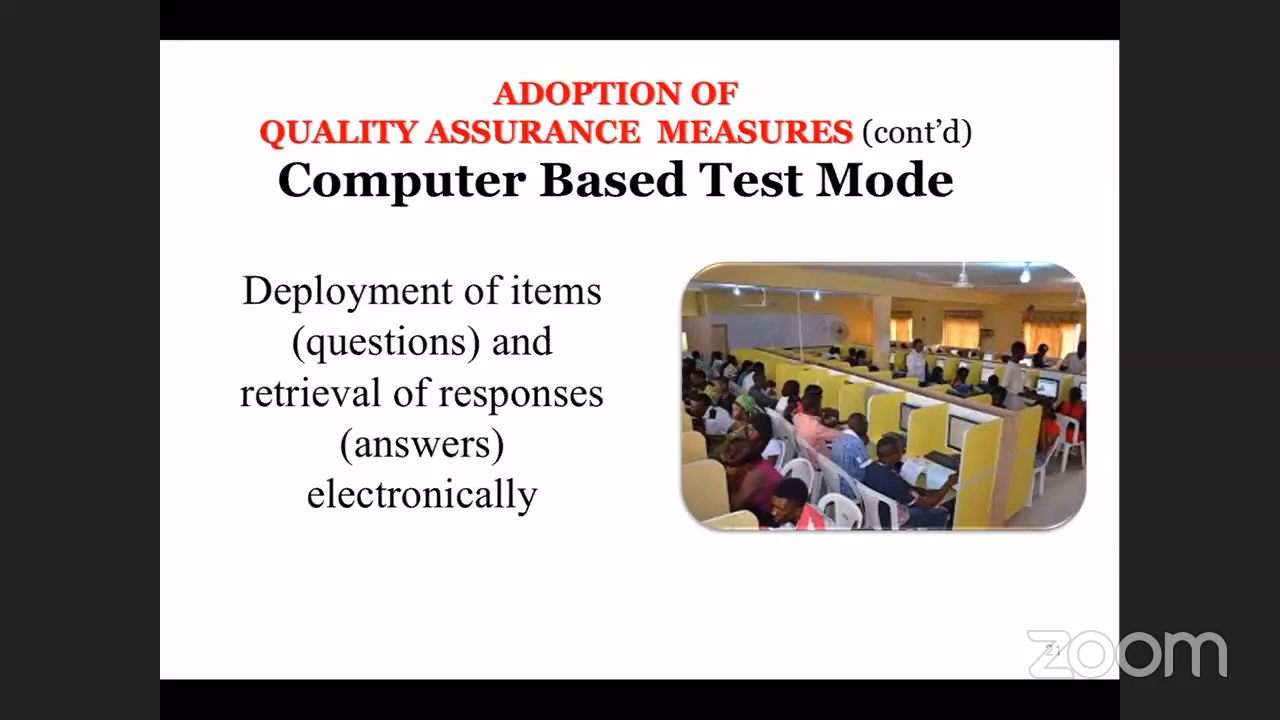 ADOPTION OF
QUALITY ASSURANCE MEASURES (cont’d)
Computer Based Test Mode
Deployment of items
(questions) and
retrieval of responses
(answers)
electronically
21
zoom